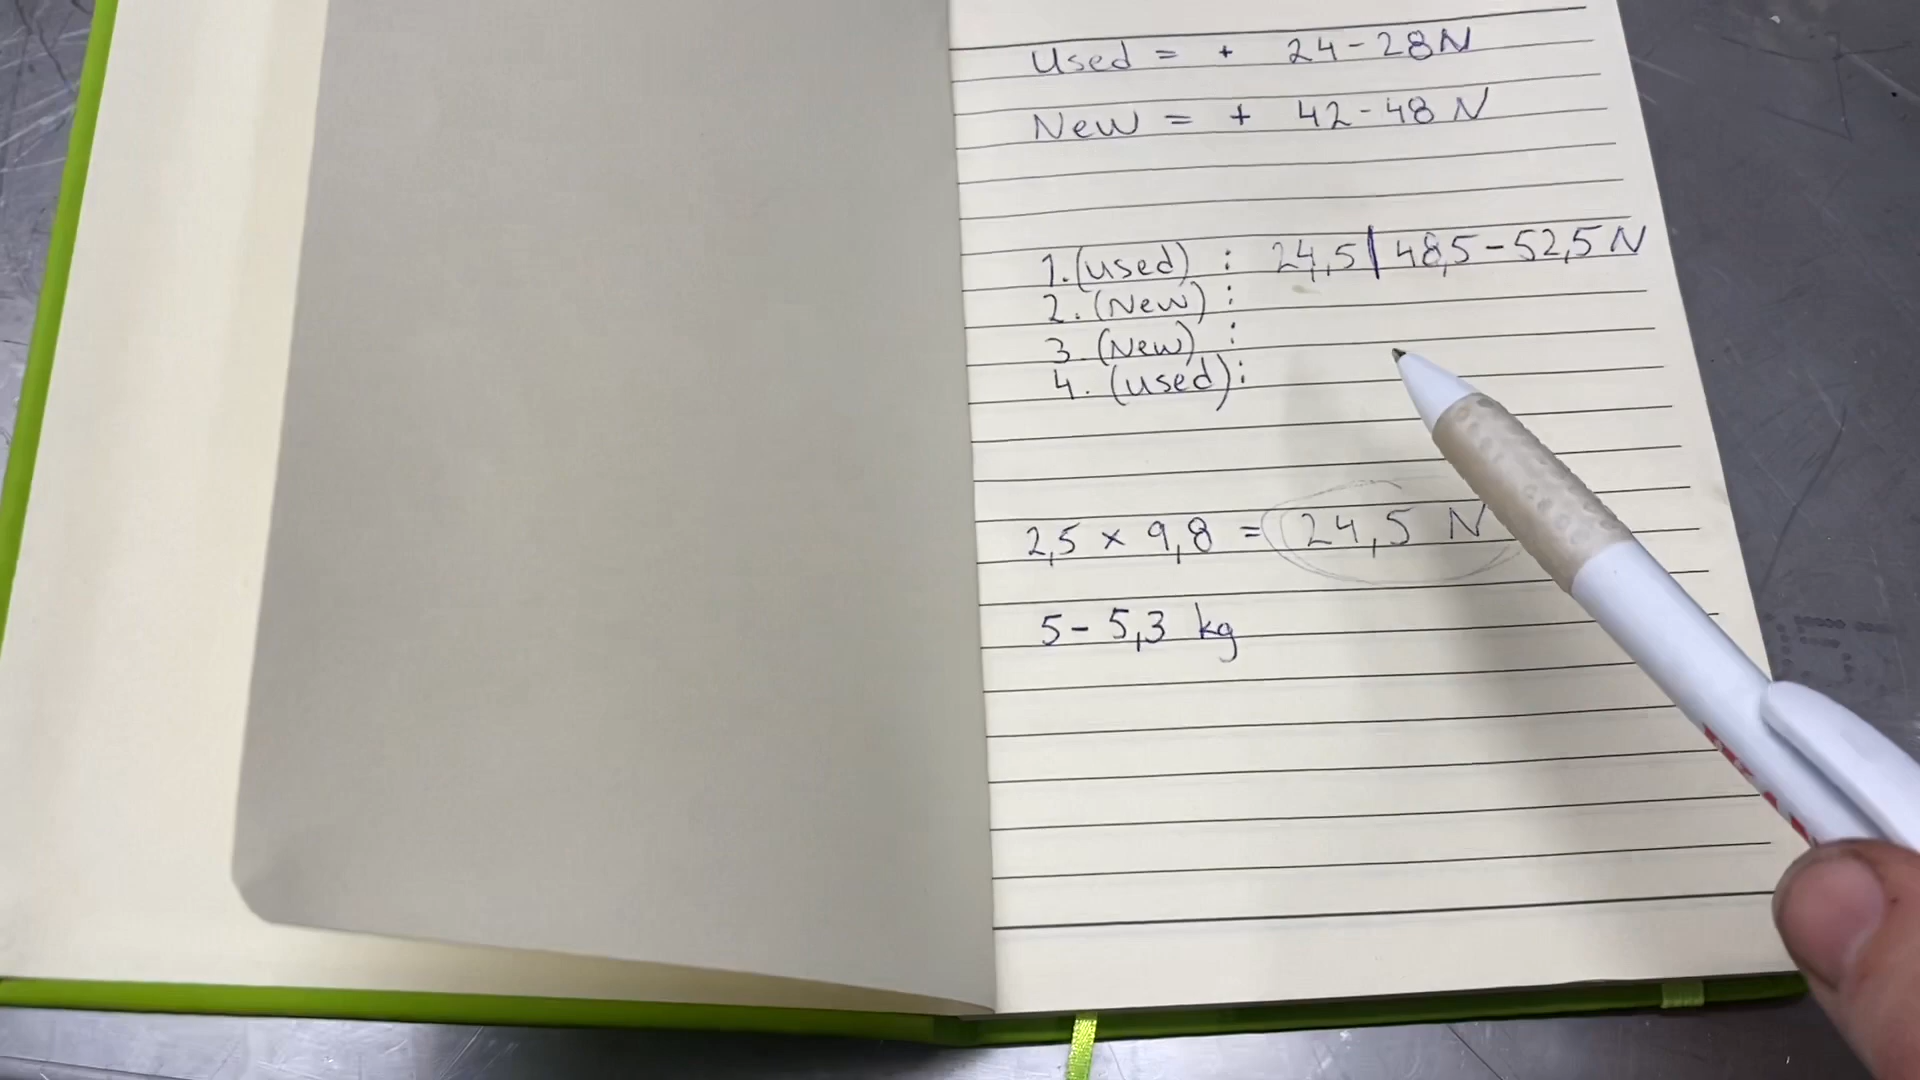 Used = + 24-28N
New = + 42-48 N
1.(used) : 24,5 | 48,5-52,5 N
2. (New) :
3. (New) :
4. (used):
2,5 x 9,8 = 24,5 N
5-5,3 kg